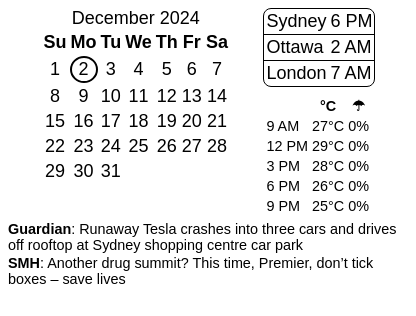 December 2024
Su Mo Tu We Th Fr Sa
1 2 3 4 5 6 7
8 9 10 11 12 13 14
15 16 17 18 19 20 21
22 23 24 25 26 27 28
29 30 31
Sydney 6 PM
Ottawa 2 AM
London 7 AM
°C ☂
9 AM 27°C 0%
12 PM 29°C 0%
3 PM 28°C 0%
6 PM 26°C 0%
9 PM 25°C 0%
Guardian: Runaway Tesla crashes into three cars and drives
off rooftop at Sydney shopping centre car park
SMH: Another drug summit? This time, Premier, don’t tick
boxes – save lives